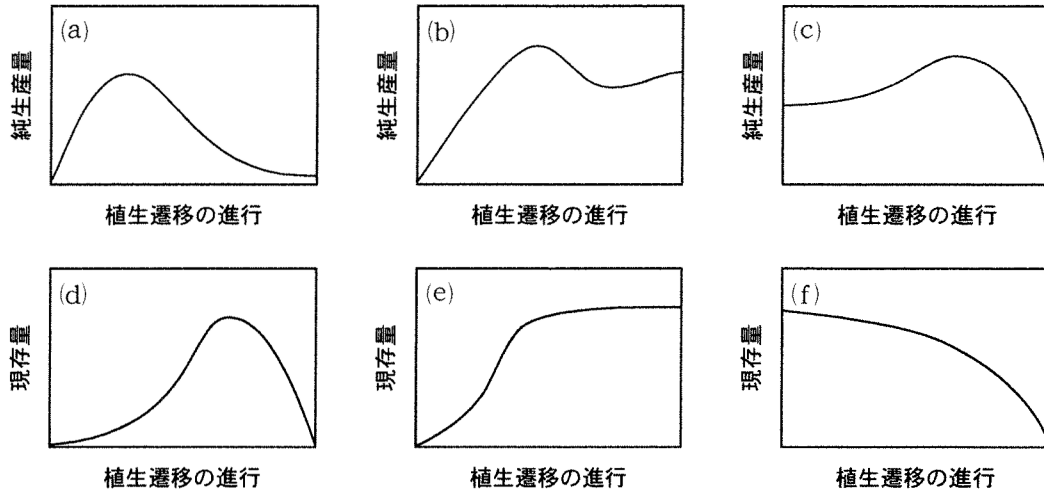 (a)
純生産量
植生遷移の進行
(b)
純生産量
植生遷移の進行
(c)
純生産量
植生遷移の進行
(d)
現存量
植生遷移の進行
(e)
現存量
植生遷移の進行
(f)
現存量
植生遷移の進行